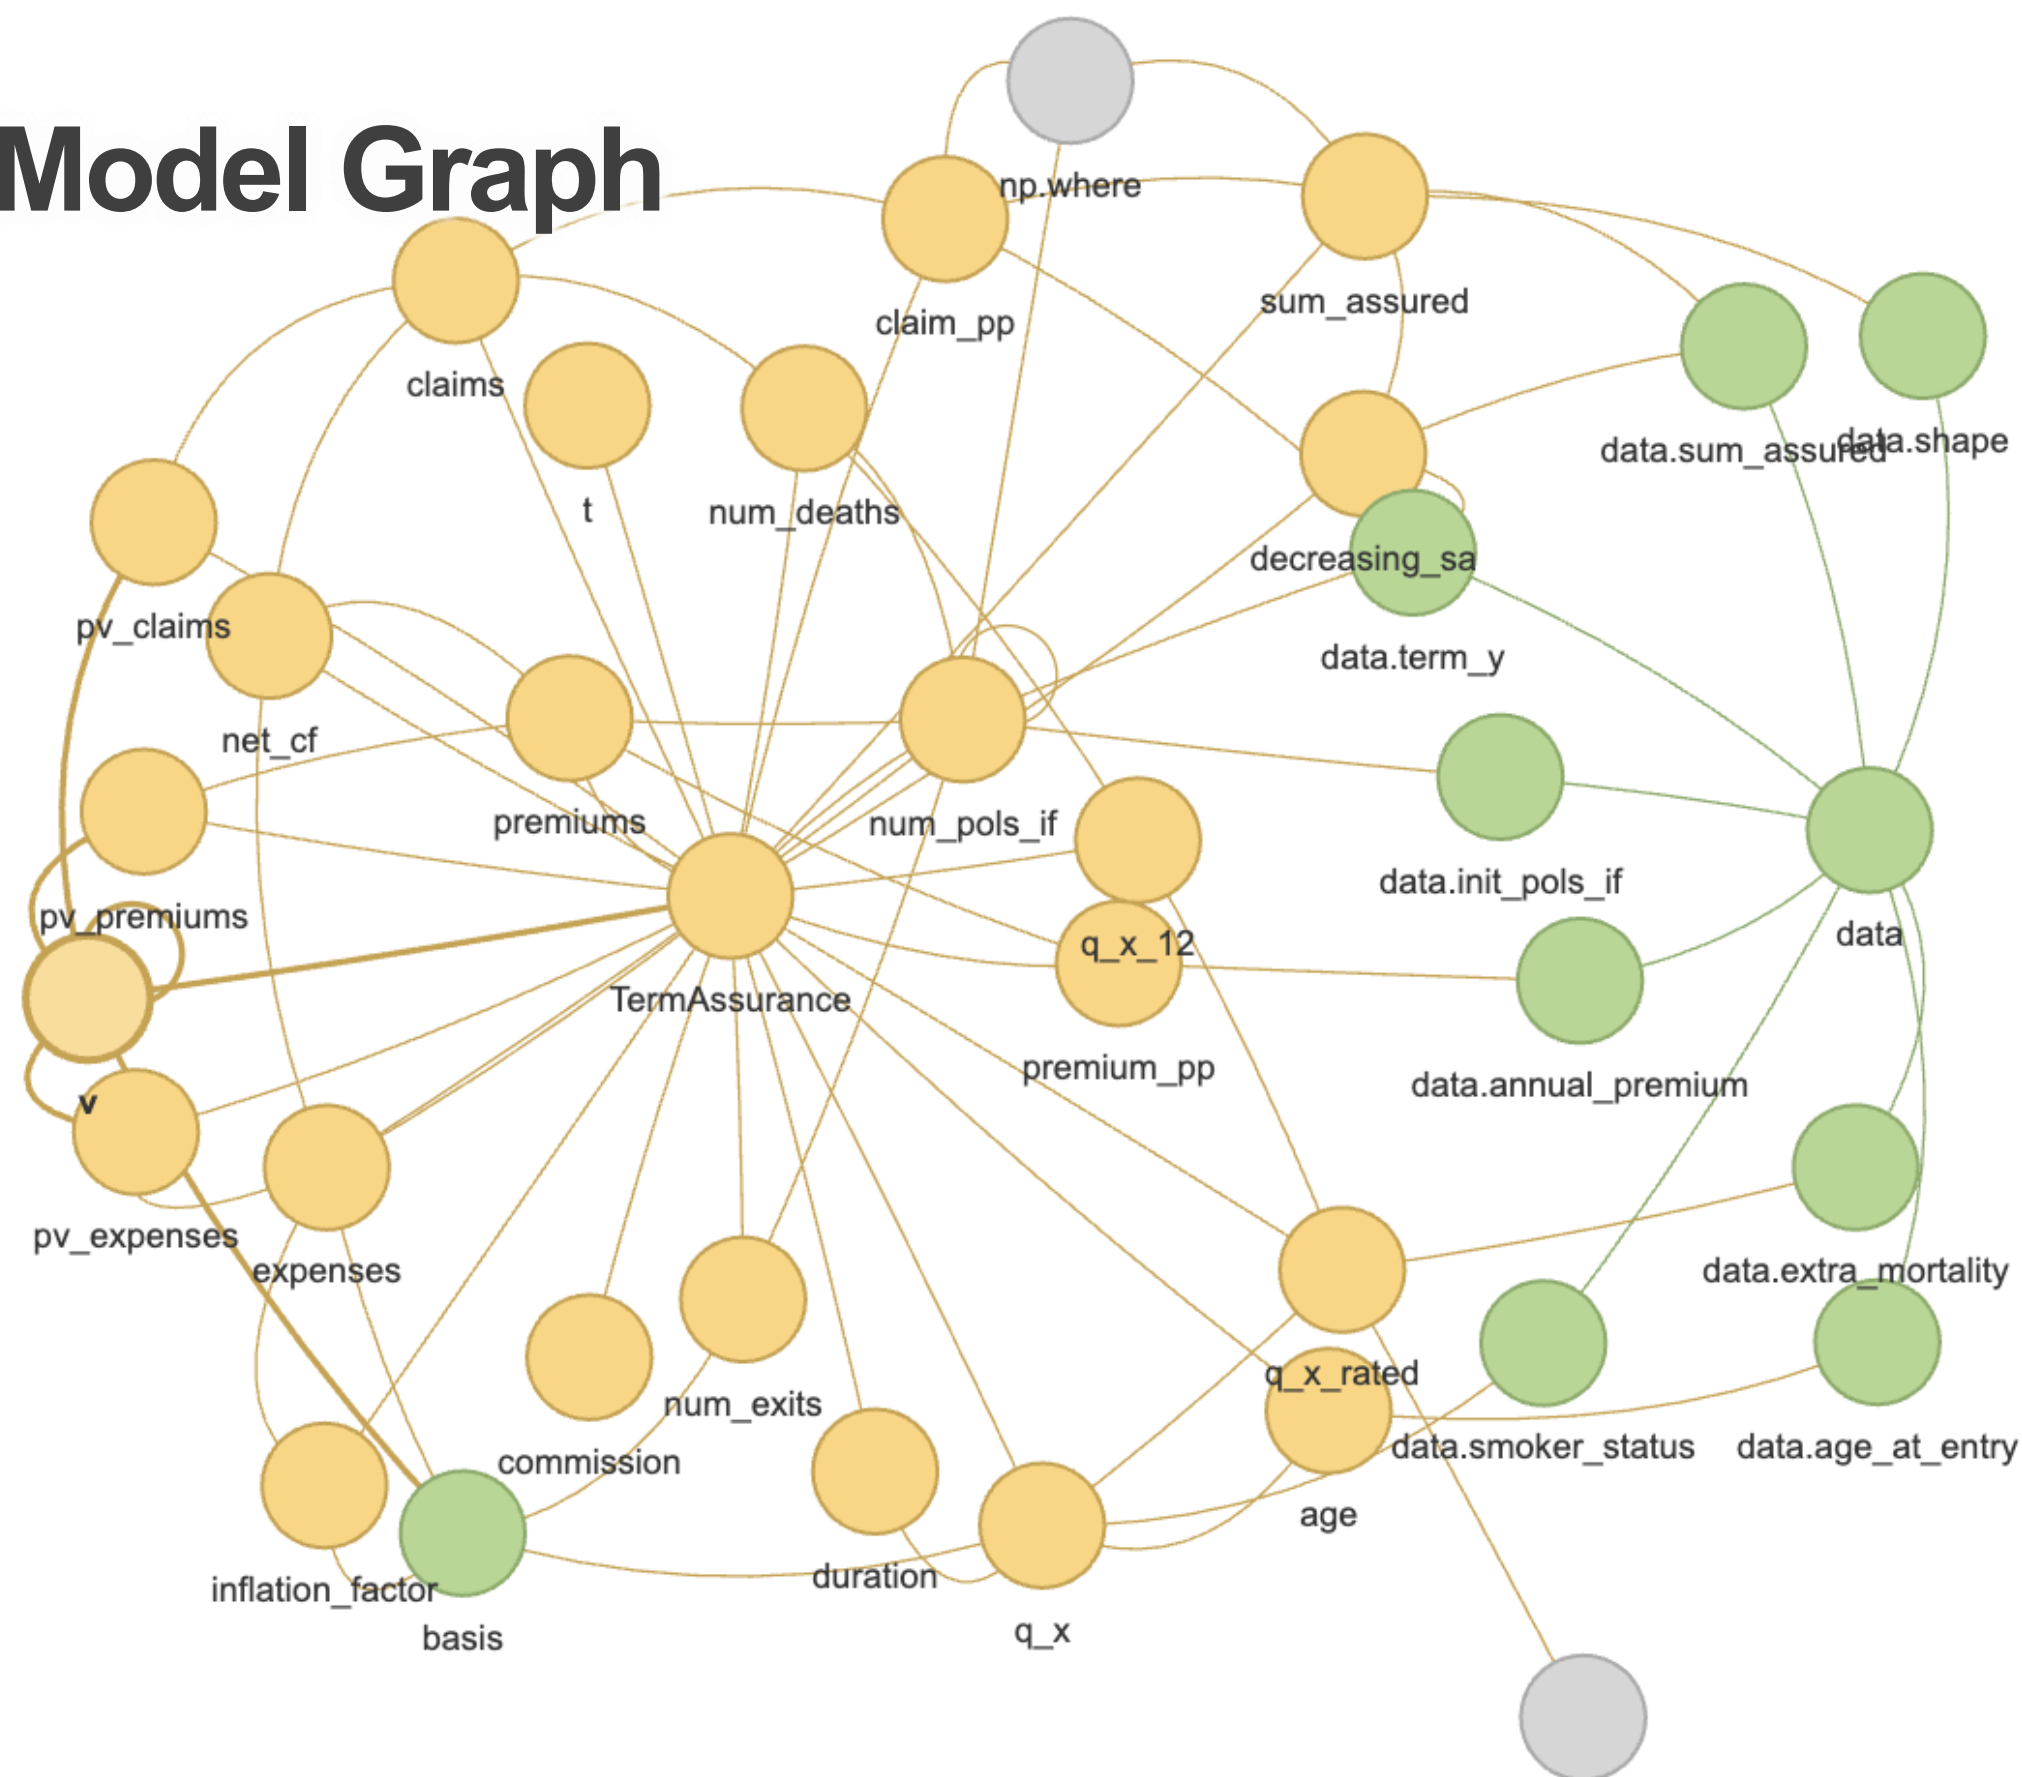 Model Graph
np.where
sum_assured
claim_pp
claims
data.sum_assured
data.shape
t
num_deaths
decreasing_sa
pv_claims
data.term_y
net_cf
premiums
num_pols_if
data.init_pols_if
pv_premiums
data
q_x_12
TermAssurance
premium_pp
data.annual_premium
v
pv_expenses
expenses
data.extra_mortality
q_x_rated
num_exits
data.smoker_status
data.age_at_entry
commission
age
duration
inflation_factor
q_x
basis